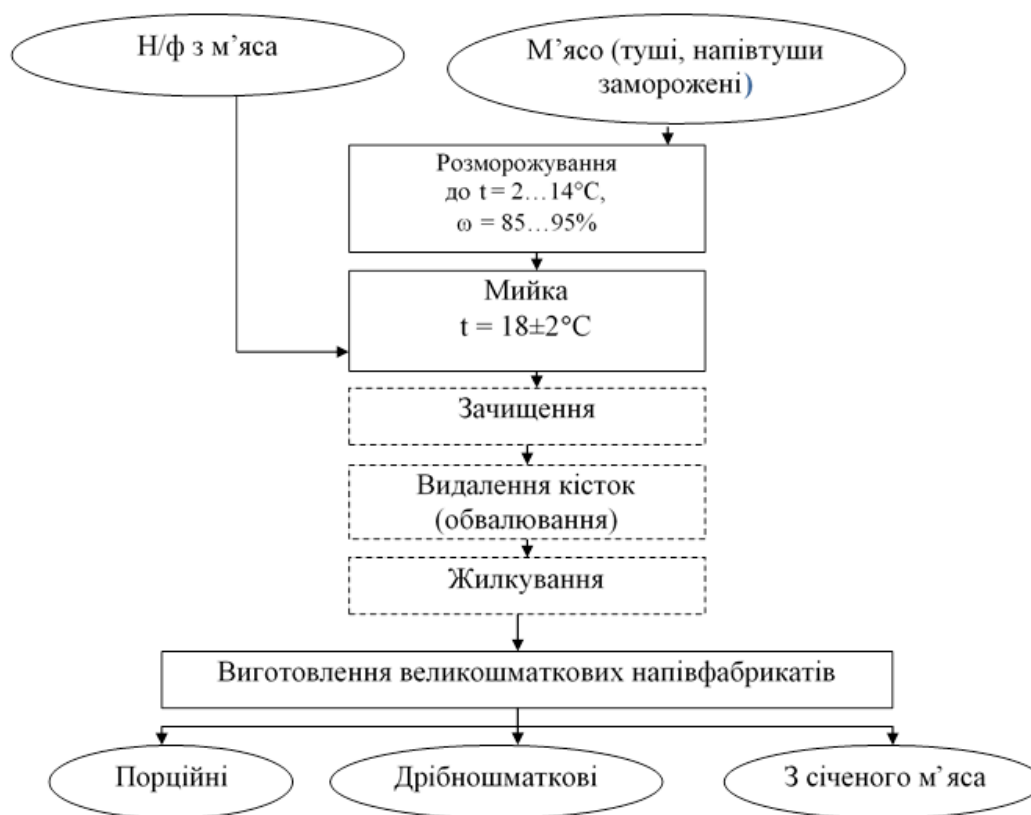 Н/ф з м’яса
М’ясо (туші, напівтуши
заморожені)
Розморожування
до t = 2…14°C,
ω = 85…95%
Мийка
t = 18±2°C
Зачищення
Видалення кісток
(обвалювання)
Жилкування
Виготовлення великошматкових напівфабрикатів
Порційні
Дрібношматкові
З січеного м’яса